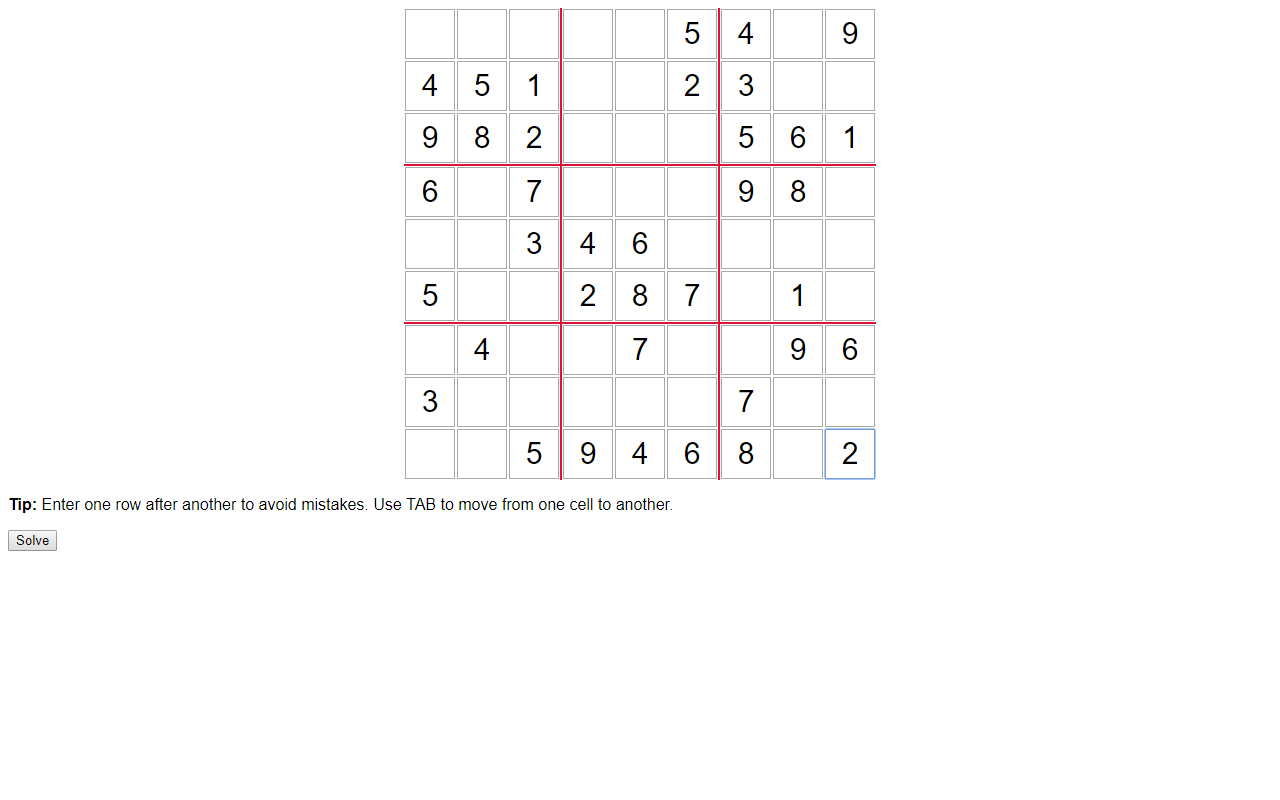 5 4 9
4 5 1 2 3
9 8 2 5 6 1
6 7 9 8
3 4 6
5 2 8 7 1
4 7 9 6
3 7
5 9 4 6 8 2
Tip: Enter one row after another to avoid mistakes. Use TAB to move from one cell to another.
Solve